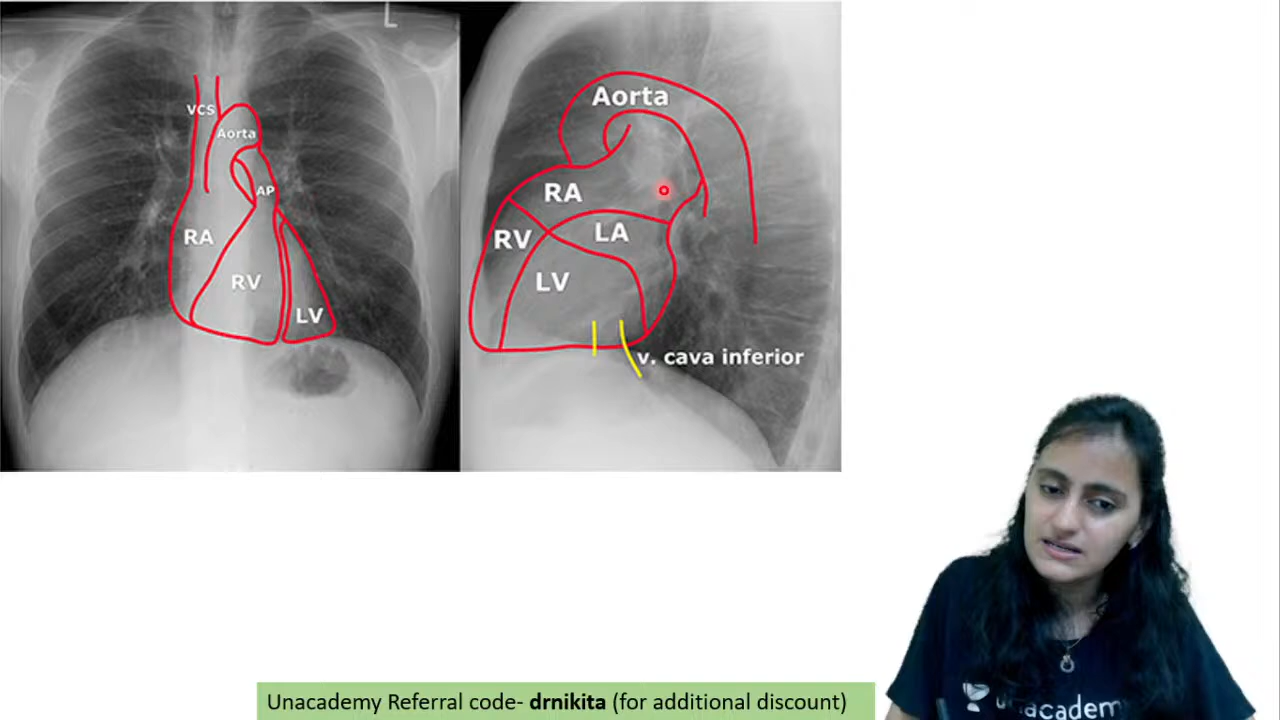 L
VCS
Aorta
AP
RA
RV
LV
Aorta
RA
RV
LA
LV
v. cava inferior
unacademy
Unacademy Referral code- drnikita (for additional discount)